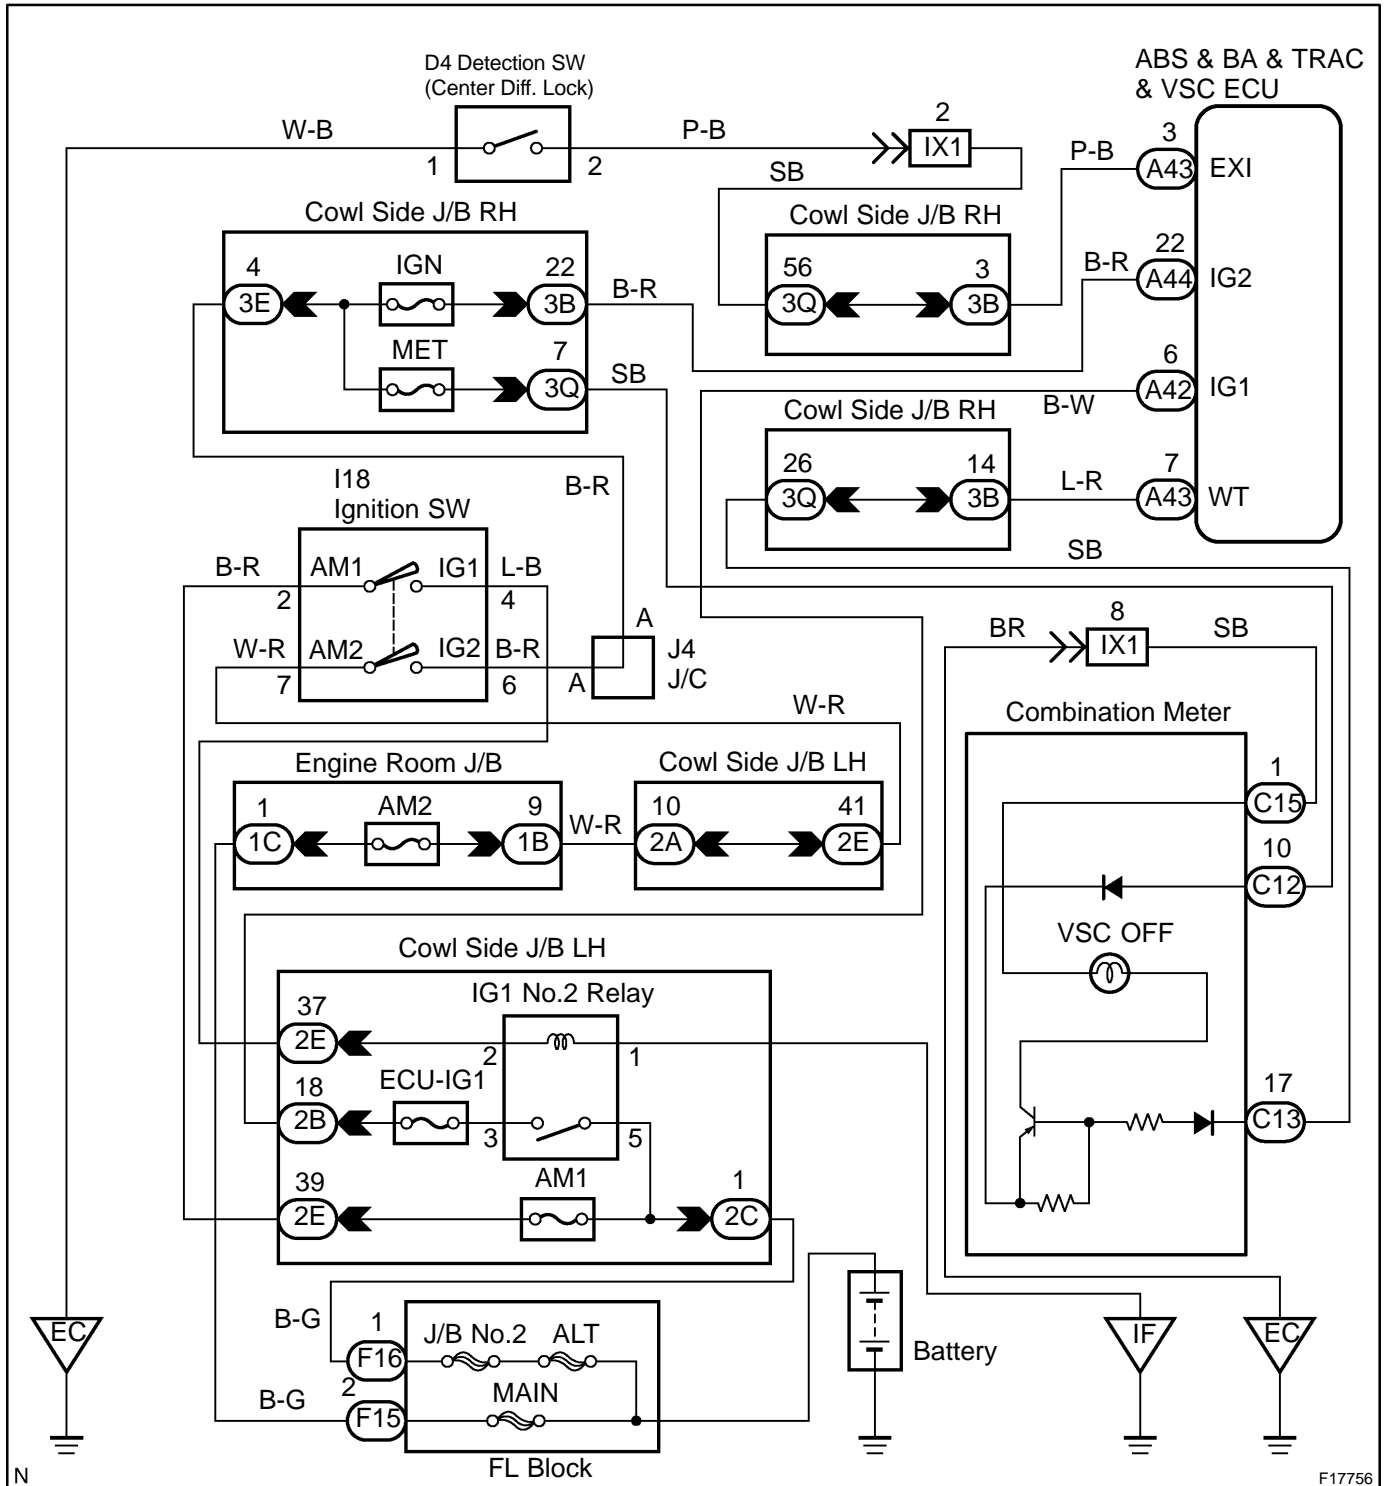 D4 Detection SW
(Center Diff. Lock)
ABS & BA & TRAC
& VSC ECU
W-B
1
2
P-B
2
IX1
SB
P-B
3
A43
EXI
Cowl Side J/B RH
4
3E
IGN
22
3B
B-R
MET
7
3Q
SB
Cowl Side J/B RH
56
3Q
3
3B
B-R
22
A44
IG2
6
A42
IG1
B-W
Cowl Side J/B RH
26
3Q
14
3B
L-R
7
A43
WT
SB
I18
Ignition SW
B-R
B-R
2
AM1
IG1
L-B
4
W-R
7
AM2
IG2
B-R
6
A
A
J4
J/C
BR
8
IX1
SB
W-R
Engine Room J/B
1
1C
AM2
9
1B
W-R
Cowl Side J/B LH
10
2A
41
2E
Combination Meter
1
C15
10
C12
VSC OFF
17
C13
Cowl Side J/B LH
IG1 No.2 Relay
37
2E
2
1
18
2B
ECU-IG1
3
5
39
2E
AM1
1
2C
B-G
1
F16
J/B No.2
ALT
B-G
2
F15
MAIN
FL Block
Battery
EC
IF
EC
N
F17756